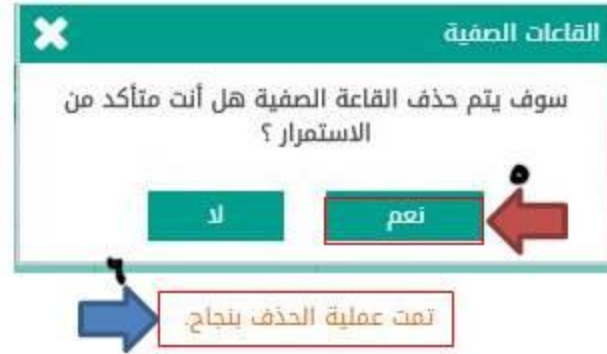 القاعات الصفية
سوف يتم حذف القاعة الصفية هل أنت متأكد من
الاستمرار ؟
٥
نعم
لا
٦
تمت عملية الحذف بنجاح.